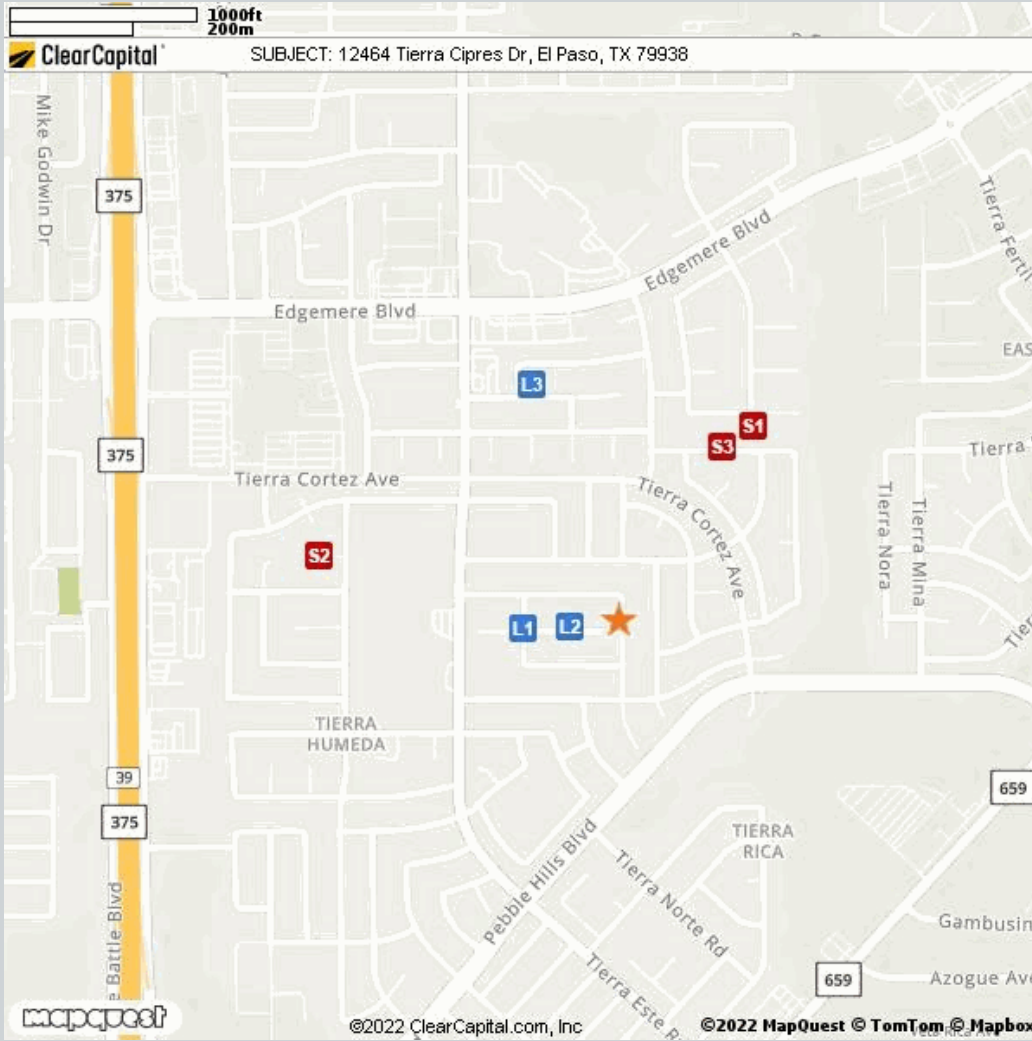 1000ft
200m
ClearCapital
SUBJECT: 12464 Tierra Cipres Dr, El Paso, TX 79938
Mike Godwin Dr
375
Tierra
Edgemere Blvd
Edgemere Blvd
EAS
L3
S1
S3
375
Tierra Cortez Ave
Tierra Cortez Ave
Tierra
Tierra Nora
Tierra Mina
S2
L1
L2
TIERRA
HUMEDA
39
375
659
TIERRA
RICA
Pebble Hills Blvd
Tierra Norte Rd
Gambusin
e Battle Blvd
659
Azogue Ave
Tierra Este R
mapquest
©2022 ClearCapital.com, Inc
©2022 MapQuest © TomTom © Mapbox